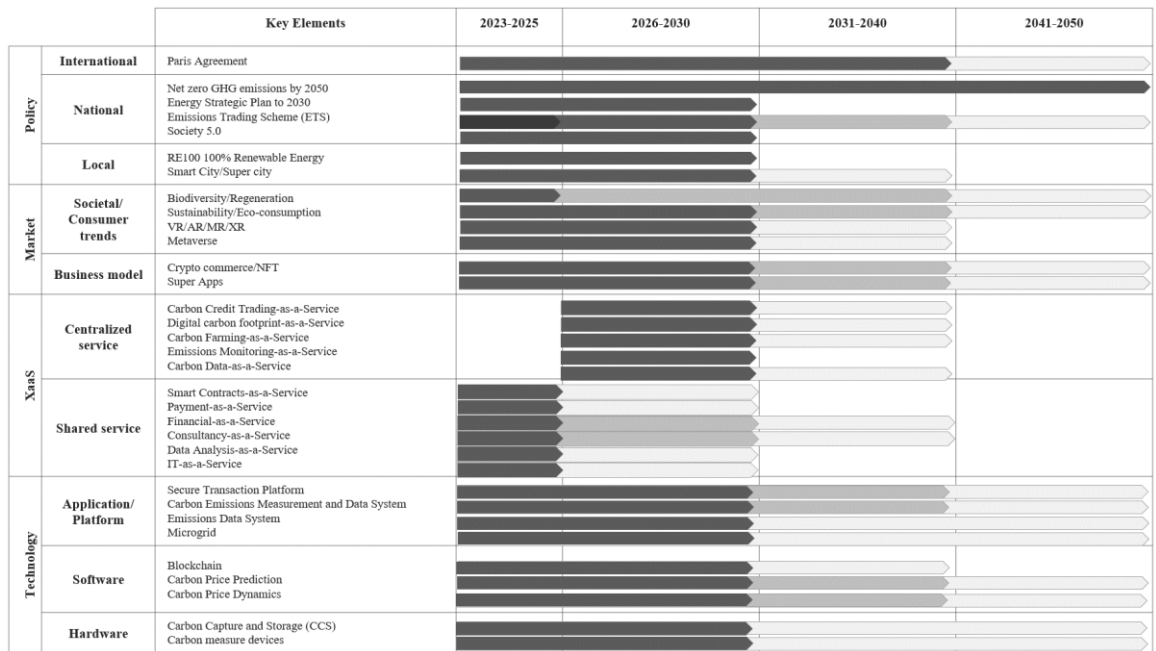 Key Elements 2023-2025 2026-2030 2031-2040 2041-2050
Policy
International
Paris Agreement
National
Net zero GHG emissions by 2050
Energy Strategic Plan to 2030
Emissions Trading Scheme (ETS)
Society 5.0
Local
RE100 100% Renewable Energy
Smart City/Super city
Market
Societal/
Consumer
trends
Biodiversity/Regeneration
Sustainability/Eco-consumption
VR/AR/MR/XR
Metaverse
Business model
Crypto commerce/NFT
Super Apps
XaaS
Centralized
service
Carbon Credit Trading-as-a-Service
Digital carbon footprint-as-a-Service
Carbon Farming-as-a-Service
Emissions Monitoring-as-a-Service
Carbon Data-as-a-Service
Shared service
Smart Contracts-as-a-Service
Payment-as-a-Service
Financial-as-a-Service
Consultancy-as-a-Service
Data Analysis-as-a-Service
IT-as-a-Service
Technology
Application/
Platform
Secure Transaction Platform
Carbon Emissions Measurement and Data System
Emissions Data System
Microgrid
Software
Blockchain
Carbon Price Prediction
Carbon Price Dynamics
Hardware
Carbon Capture and Storage (CCS)
Carbon measure devices